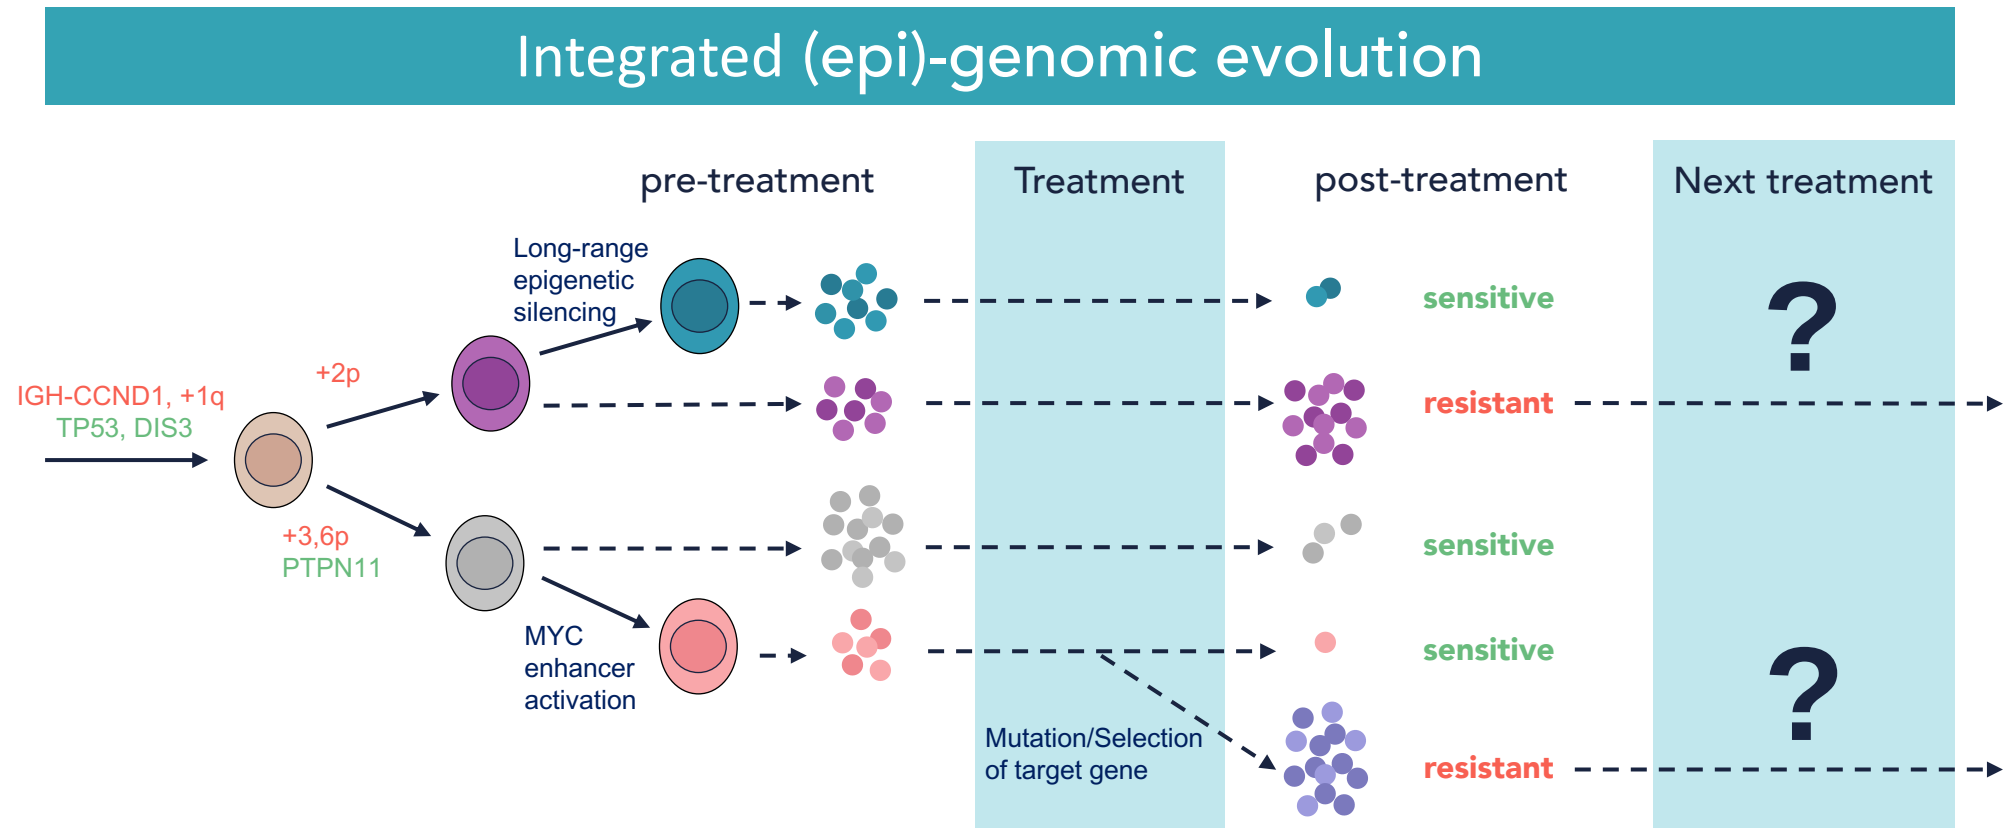 Integrated (epi)-genomic evolution
pre-treatment
Treatment
post-treatment
Next treatment
Long-range
epigenetic
silencing
sensitive
?
+2p
IGH-CCND1, +1q
TP53, DIS3
resistant
+3,6p
PTPN11
sensitive
MYC
enhancer
activation
sensitive
?
Mutation/Selection
of target gene
resistant